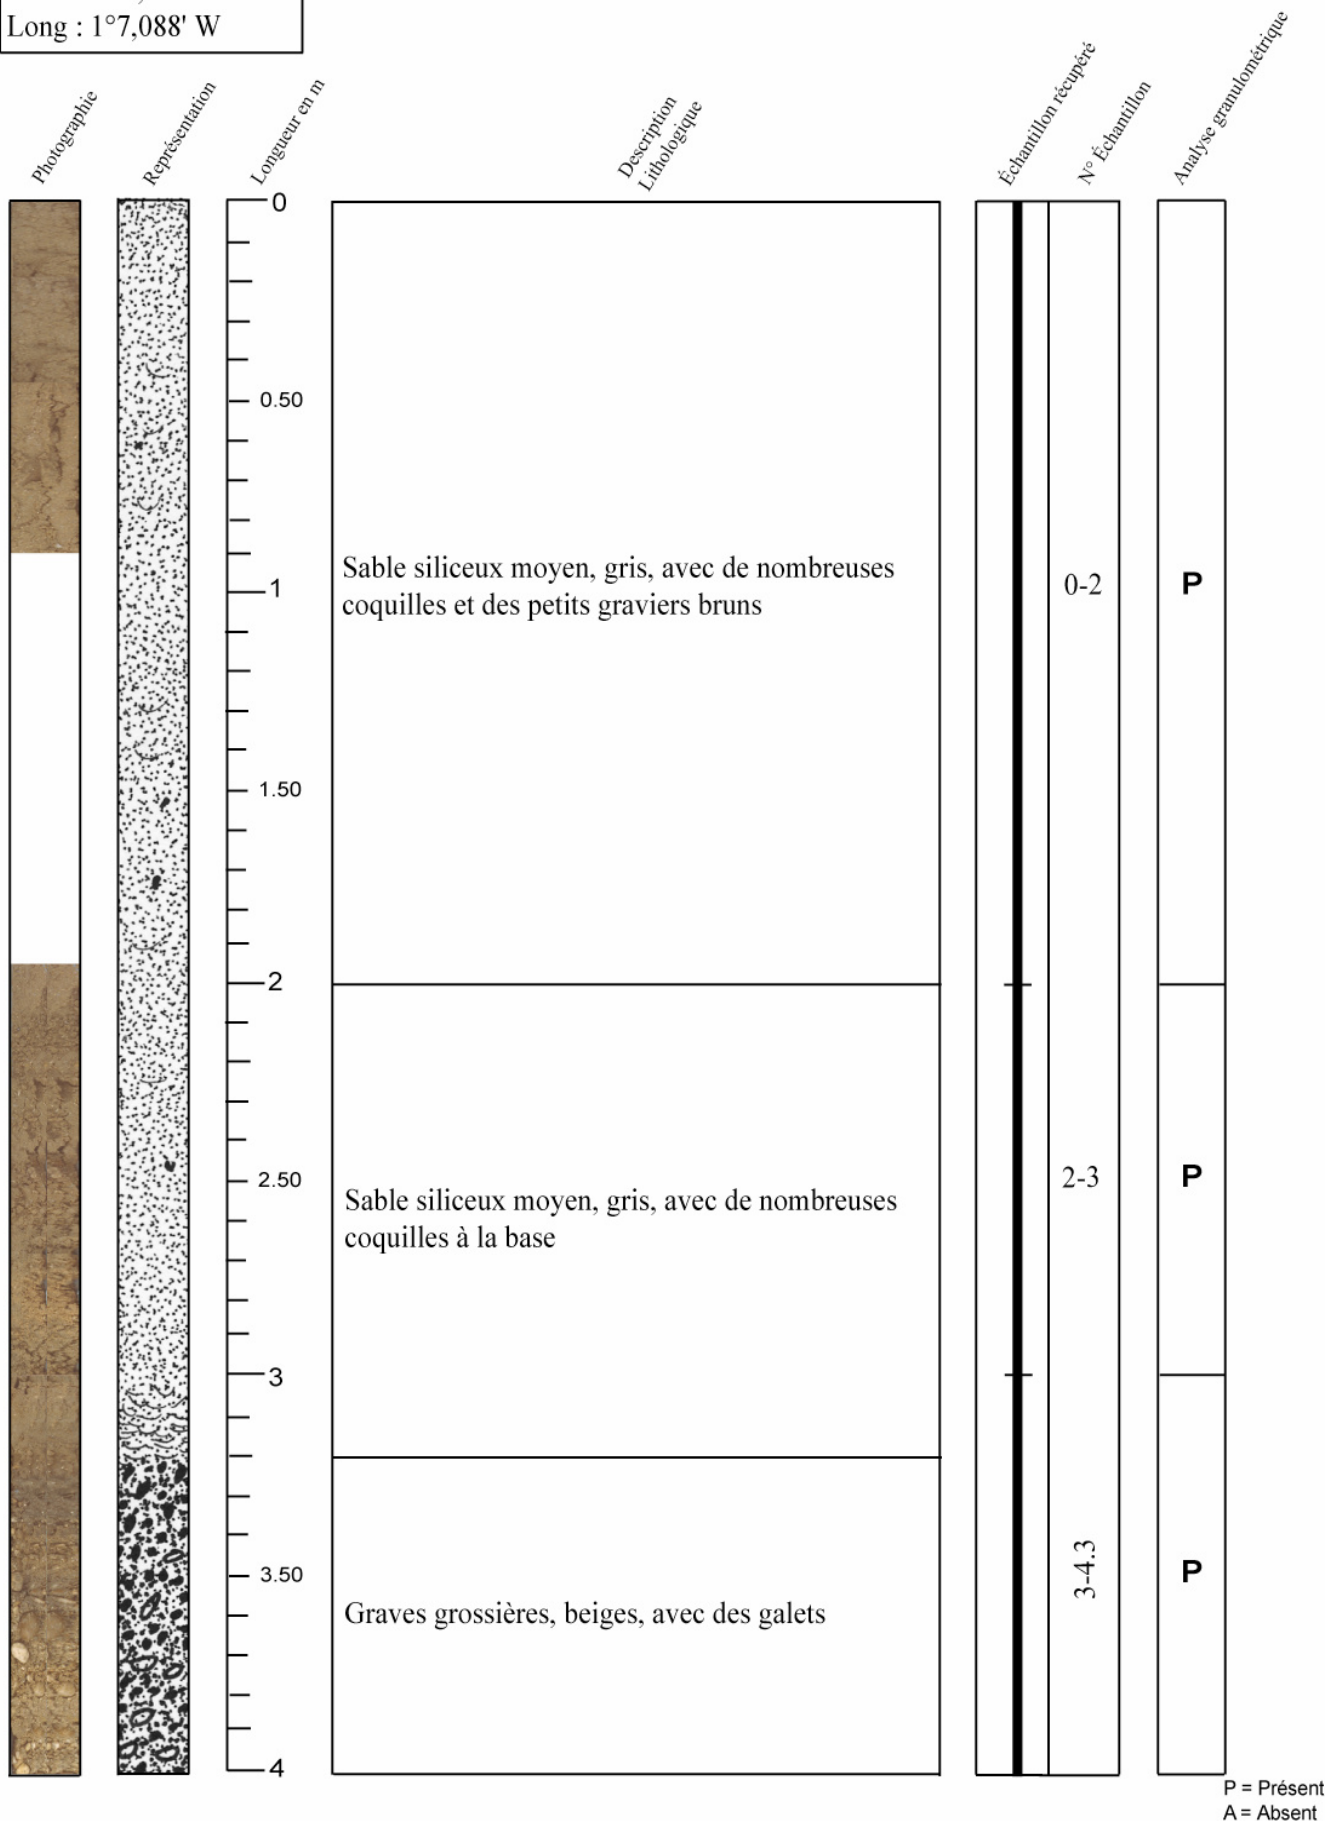 Long : 1°7,088' W
Photographie
Représentation
Longueur en m
Description
Lithologique
Échantillon récupéré
N° Échantillon
Analyse granulométrique
0
0.50
1
1.50
2
2.50
3
3.50
4
Sable siliceux moyen, gris, avec de nombreuses
coquilles et des petits graviers bruns
0-2
P
Sable siliceux moyen, gris, avec de nombreuses
coquilles à la base
2-3
P
Graves grossières, beiges, avec des galets
3-4.3
P
P = Présent
A = Absent